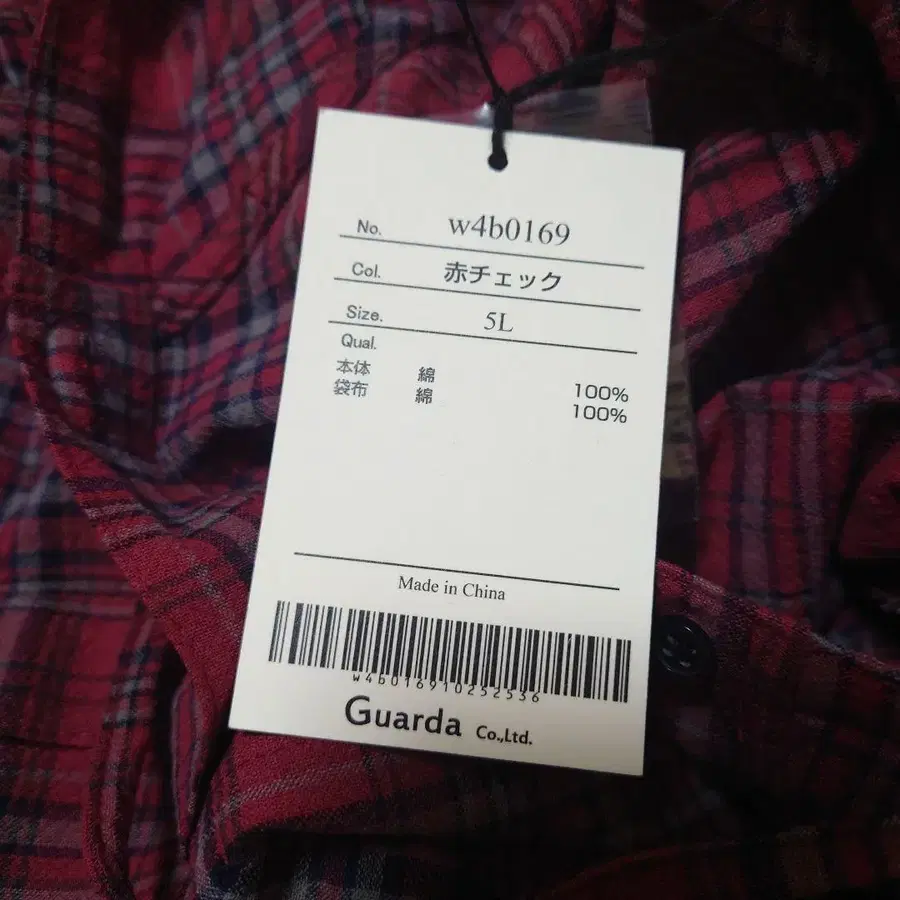 No. w4b0169
Col. 赤チェック
Size. 5L
Qual.
本体 綿 100%
袋布 綿 100%
Made in China
w4b016910252536
Guarda Co.,Ltd.